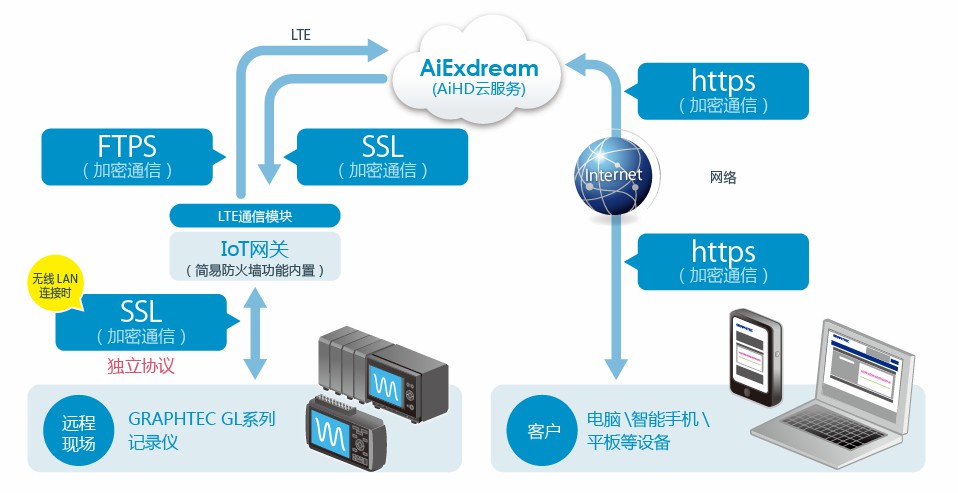 LTE
AiExdream
(AiHD云服务)
https
(加密通信)
FTPS
(加密通信)
SSL
(加密通信)
Internet
网络
LTE通信模块
IoT网关
(简易防火墙功能内置)
https
(加密通信)
无线 LAN
连接时
SSL
(加密通信)
独立协议
远程
现场
GRAPHTEC GL系列
记录仪
客户
电脑 \智能手机 \
平板等设备
GRAPHTEC
GRAPHTEC